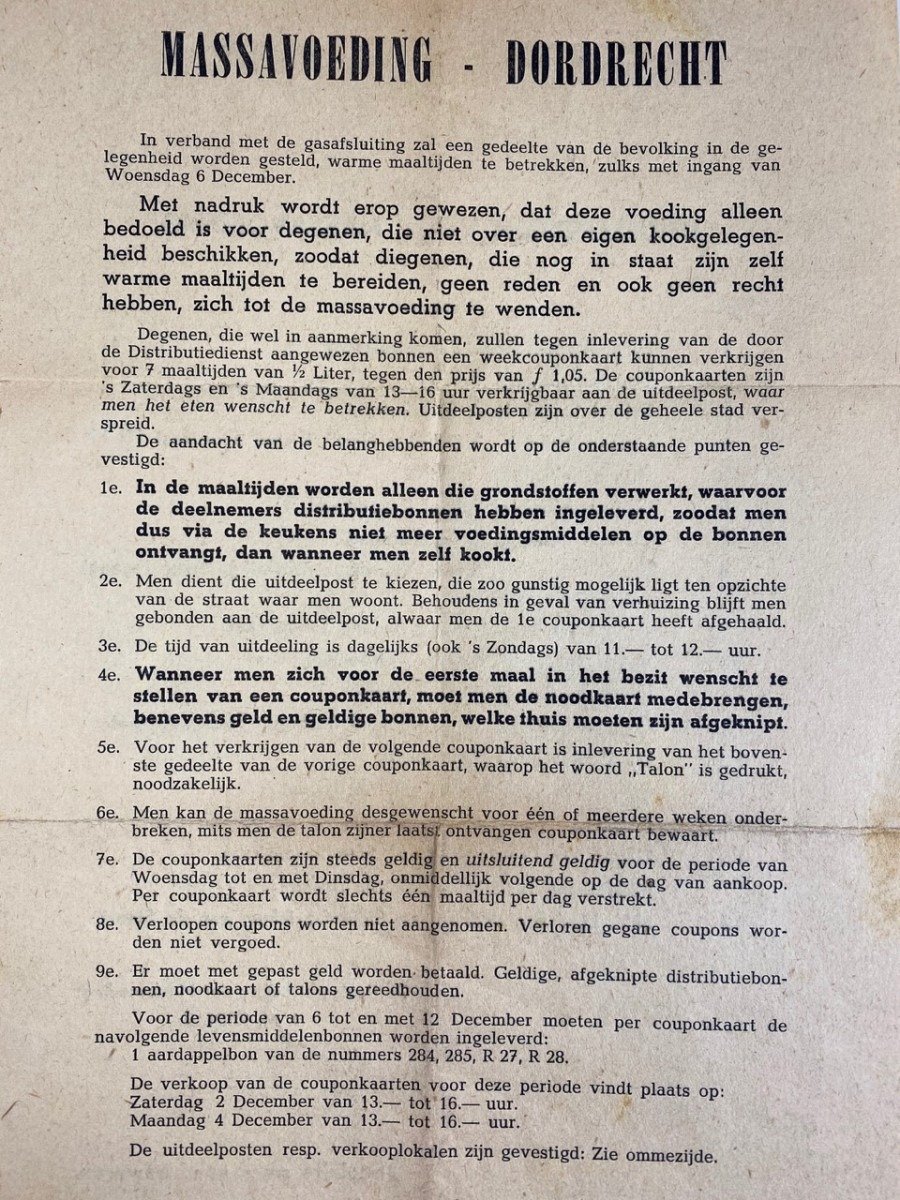 MASSAVOEDING - DORDRECHT
In verband met de gasafsluiting zal een gedeelte van de bevolking in de ge-
legenheid worden gesteld, warme maaltijden te betrekken, zulks met ingang van
Woensdag 6 December.
Met nadruk wordt erop gewezen, dat deze voeding alleen
bedoeld is voor degenen, die niet over een eigen kookgelegen-
heid beschikken, zoodat diegenen, die nog in staat zijn zelf
warme maaltijden te bereiden, geen reden en ook geen recht
hebben, zich tot de massavoeding te wenden.
Degenen, die wel in aanmerking komen, zullen tegen inlevering van de door
de Distributiedienst aangewezen bonnen een weekcouponkaart kunnen verkrijgen
voor 7 maaltijden van ½ Liter, tegen den prijs van f 1,05. De couponkaarten zijn
's Zaterdags en 's Maandags van 13—16 uur verkrijgbaar aan de uitdeelpost, waar
men het eten wenscht te betrekken. Uitdeelposten zijn over de geheele stad ver-
spreid.
De aandacht van de belanghebbenden wordt op de onderstaande punten ge-
vestigd:
1e. In de maaltijden worden alleen die grondstoffen verwerkt, waarvoor
de deelnemers distributiebonnen hebben ingeleverd, zoodat men
dus via de keukens niet meer voedingsmiddelen op de bonnen
ontvangt, dan wanneer men zelf kookt.
2e. Men dient die uitdeelpost te kiezen, die zoo gunstig mogelijk ligt ten opzichte
van de straat waar men woont. Behoudens in geval van verhuizing blijft men
gebonden aan de uitdeelpost, alwaar men de 1e couponkaart heeft afgehaald.
3e. De tijd van uitdeeling is dagelijks (ook 's Zondags) van 11.— tot 12.— uur.
4e. Wanneer men zich voor de eerste maal in het bezit wenscht te
stellen van een couponkaart, moet men de noodkaart medebrengen,
benevens geld en geldige bonnen, welke thuis moeten zijn afgeknipt.
5e. Voor het verkrijgen van de volgende couponkaart is inlevering van het boven-
ste gedeelte van de vorige couponkaart, waarop het woord „Talon" is gedrukt,
noodzakelijk.
6e. Men kan de massavoeding desgewenscht voor één of meerdere weken onder-
breken, mits men de talon zijner laatst ontvangen couponkaart bewaart.
7e. De couponkaarten zijn steeds geldig en uitsluitend geldig voor de periode van
Woensdag tot en met Dinsdag, onmiddellijk volgende op de dag van aankoop.
Per couponkaart wordt slechts één maaltijd per dag verstrekt.
8e. Verloopen coupons worden niet aangenomen. Verloren gegane coupons wor-
den niet vergoed.
9e. Er moet met gepast geld worden betaald. Geldige, afgeknipte distributiebon-
nen, noodkaart of talons gereedhouden.
Voor de periode van 6 tot en met 12 December moeten per couponkaart de
navolgende levensmiddelenbonnen worden ingeleverd:
1 aardappelbon van de nummers 284, 285, R 27, R 28.
De verkoop van de couponkaarten voor deze periode vindt plaats op:
Zaterdag 2 December van 13.— tot 16.— uur.
Maandag 4 December van 13.— tot 16.— uur.
De uitdeelposten resp. verkooplokalen zijn gevestigd: Zie ommezijde.